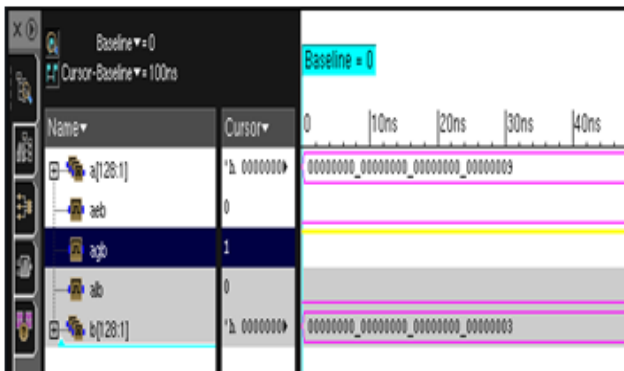 Baseline▾=0
Cursor-Baseline▾=100ns
Baseline = 0
Name▾ Cursor▾ 0 10ns 20ns 30ns 40ns
a[128:1] 'h 0000000 00000000_00000000_00000000_00000009
aeb 0
agb 1
alb 0
b[128:1] 'h 0000000 00000000_00000000_00000000_00000003